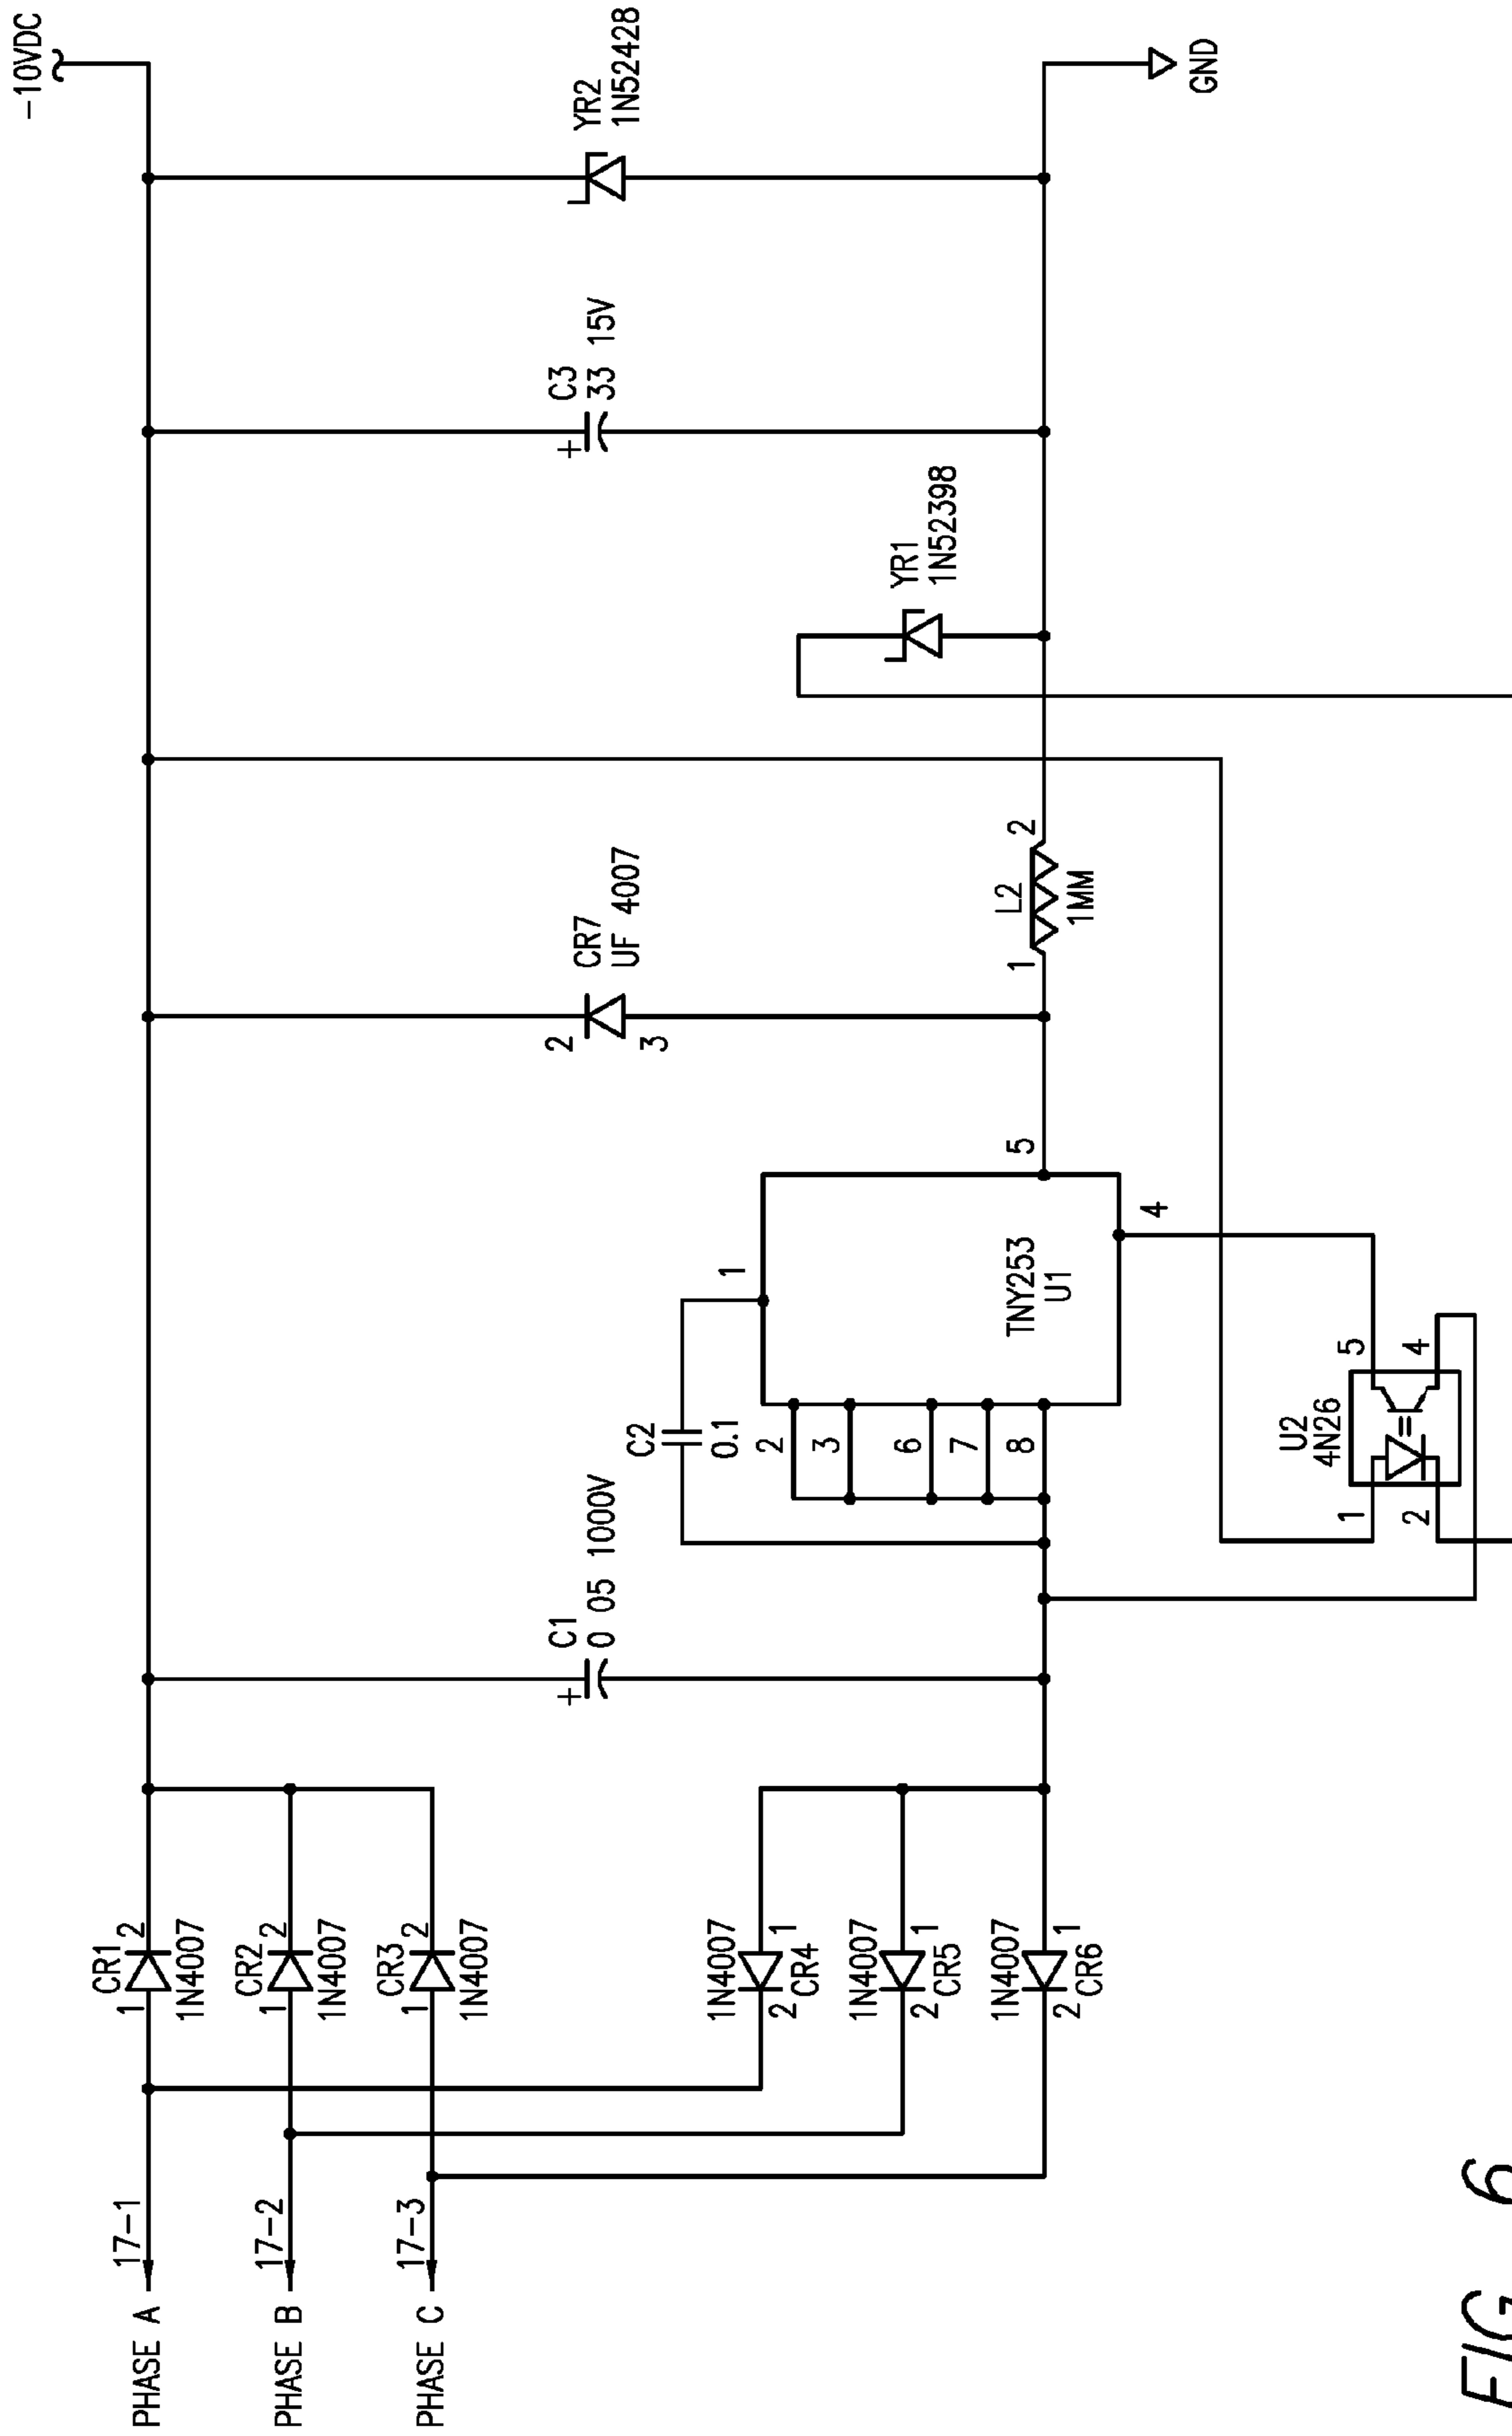 -10VDC
YR2
1N52428
GND
C3
+
33 15V
YR1
1N52398
CR7
UF 4007
2
3
L2
1
2
1MM
TNY253
U1
1
5
4
C2
0.1
2
3
6
7
8
U2
4N26
1
2
5
4
C1
+
0 05 1000V
CR1
1
2
1N4007
CR2
1
2
1N4007
CR3
1
2
1N4007
1N4007
2
1
CR4
1N4007
2
1
CR5
1N4007
2
1
CR6
17-1
PHASE A
17-2
PHASE B
17-3
PHASE C
FIG 6